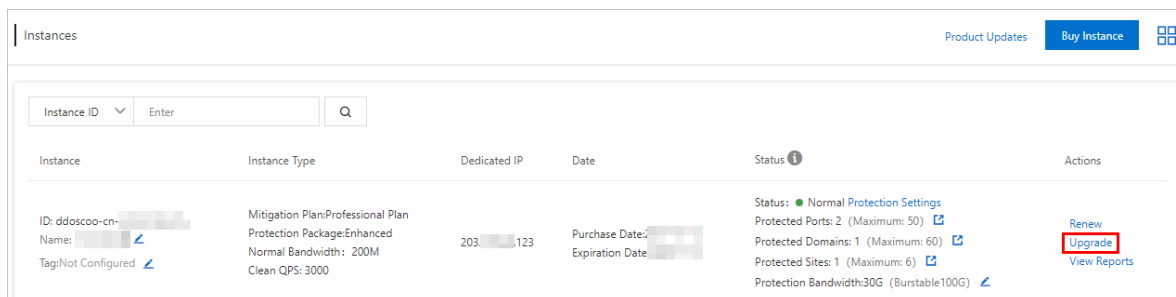 Instances
Product Updates
Buy Instance
Instance ID
Enter
Instance
Instance Type
Dedicated IP
Date
Status
Actions
ID: ddoscoo-cn-
Name:
Tag:Not Configured
Mitigation Plan:Professional Plan
Protection Package:Enhanced
Normal Bandwidth: 200M
Clean QPS: 3000
203. .123
Purchase Date:
Expiration Date
Status: Normal Protection Settings
Protected Ports: 2 (Maximum: 50)
Protected Domains: 1 (Maximum: 60)
Protected Sites: 1 (Maximum: 6)
Protection Bandwidth:30G (Burstable100G)
Renew
Upgrade
View Reports